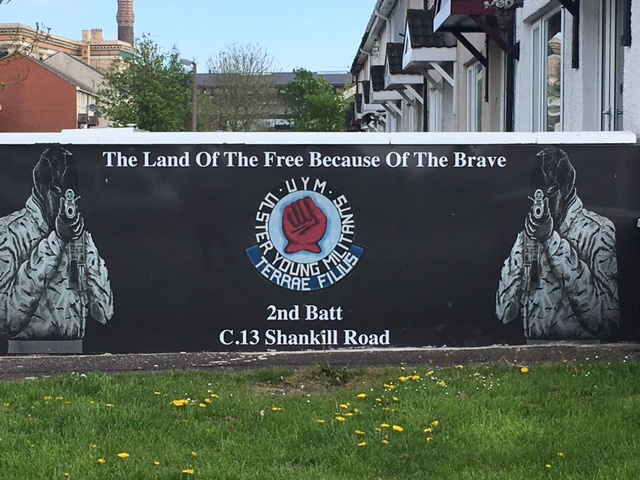 The Land Of The Free Because Of The Brave
· U.Y.M. ·
ULSTER YOUNG MILITANTS
TERRAE FILIUS
2nd Batt
C.13 Shankill Road